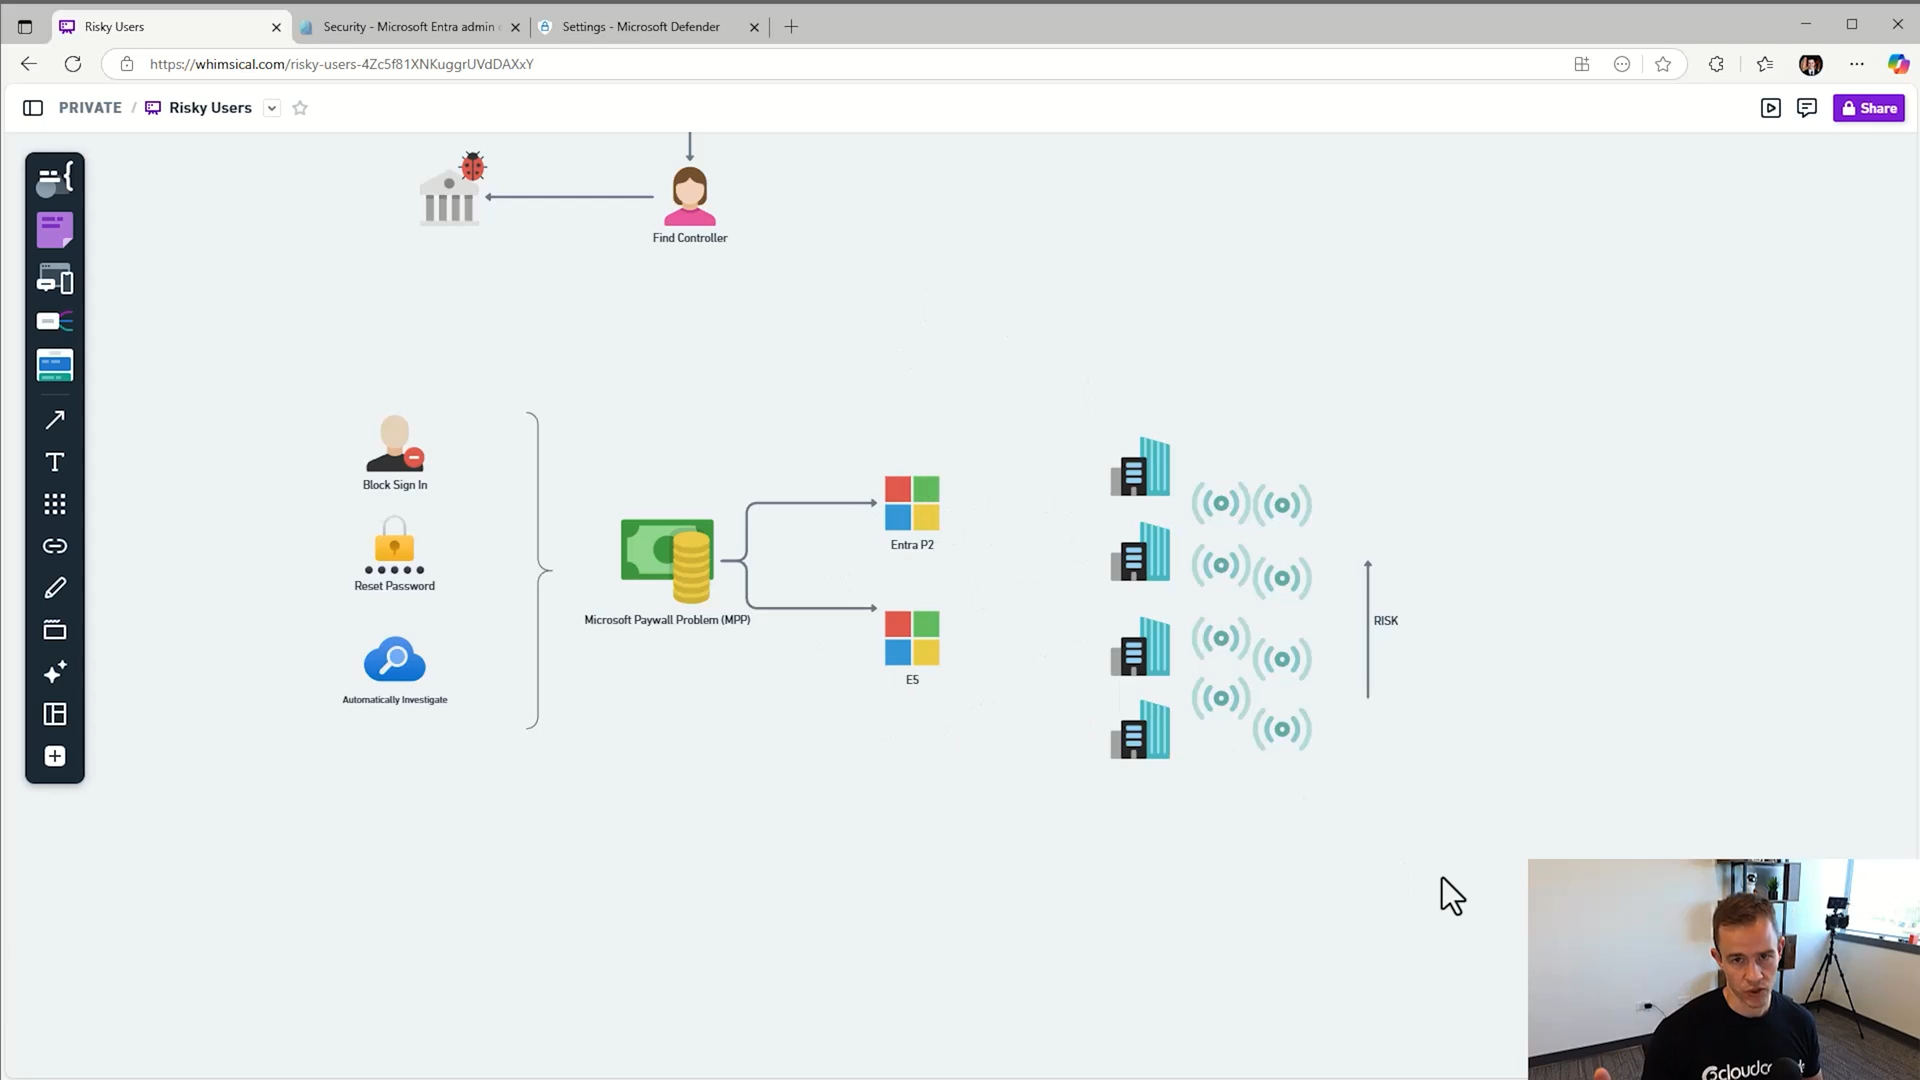 Risky Users
Security - Microsoft Entra admin
Settings - Microsoft Defender
https://whimsical.com/risky-users-4Zc5f81XNKuggrUVdDAXxY
PRIVATE / Risky Users
Share
Find Controller
Block Sign In
Reset Password
Automatically Investigate
Microsoft Paywall Problem (MPP)
Entra P2
E5
RISK